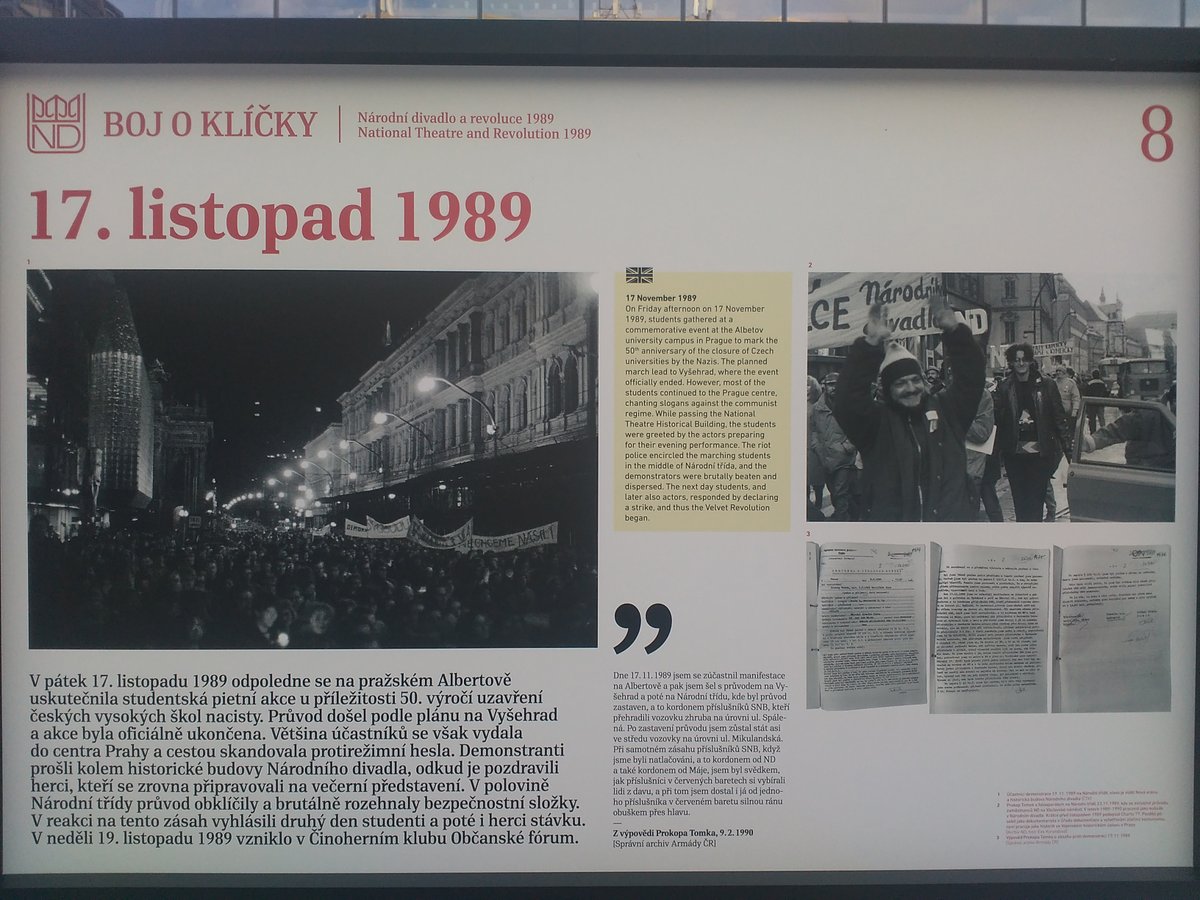 ND
BOJ O KLÍČKY
Národní divadlo a revoluce 1989
National Theatre and Revolution 1989
8
17. listopad 1989
1
DIMO
NECHCEME NÁSILÍ
V pátek 17. listopadu 1989 odpoledne se na pražském Albertově
uskutečnila studentská pietní akce u příležitosti 50. výročí uzavření
českých vysokých škol nacisty. Průvod došel podle plánu na Vyšehrad
a akce byla oficiálně ukončena. Většina účastníků se však vydala
do centra Prahy a cestou skandovala protirežimní hesla. Demonstranti
prošli kolem historické budovy Národního divadla, odkud je pozdravili
herci, kteří se zrovna připravovali na večerní představení. V polovině
Národní třídy průvod obklíčily a brutálně rozehnaly bezpečnostní složky.
V reakci na tento zásah vyhlásili druhý den studenti a poté i herci stávku.
V neděli 19. listopadu 1989 vzniklo v Činoherním klubu Občanské fórum.
17 November 1989
On Friday afternoon on 17 November
1989, students gathered at a
commemorative event at the Albetov
university campus in Prague to mark the
50th anniversary of the closure of Czech
universities by the Nazis. The planned
march lead to Vyšehrad, where the event
officially ended. However, most of the
students continued to the Prague centre,
chanting slogans against the communist
regime. While passing the National
Theatre Historical Building, the students
were greeted by the actors preparing
for their evening performance. The riot
police encircled the marching students
in the middle of Národní třída, and the
demonstrators were brutally beaten and
dispersed. The next day students, and
later also actors, responded by declaring
a strike, and thus the Velvet Revolution
began.
”
Dne 17. 11. 1989 jsem se zúčastnil manifestace
na Albertově a pak jsem šel s průvodem na Vy-
šehrad a poté na Národní třídu, kde byl průvod
zastaven, a to kordonem příslušníků SNB, kteří
přehradili vozovku zhruba na úrovni ul. Spále-
ná. Po zastavení průvodu jsem zůstal stát asi
ve středu vozovky na úrovni ul. Mikulandská.
Při samotném zásahu příslušníků SNB, když
jsme byli natlačováni, a to kordonem od ND
a také kordonem od Máje, jsem byl svědkem,
jak příslušníci v červených baretech si vybírali
lidi z davu, a při tom jsem dostal i já od jedno-
ho příslušníka v červeném baretu silnou ránu
obuškem přes hlavu.
—
Z výpovědi Prokopa Tomka, 9. 2. 1990
[Správní archiv Armády ČR]
2
CE Národní
divadlo ND
3
1
2
3